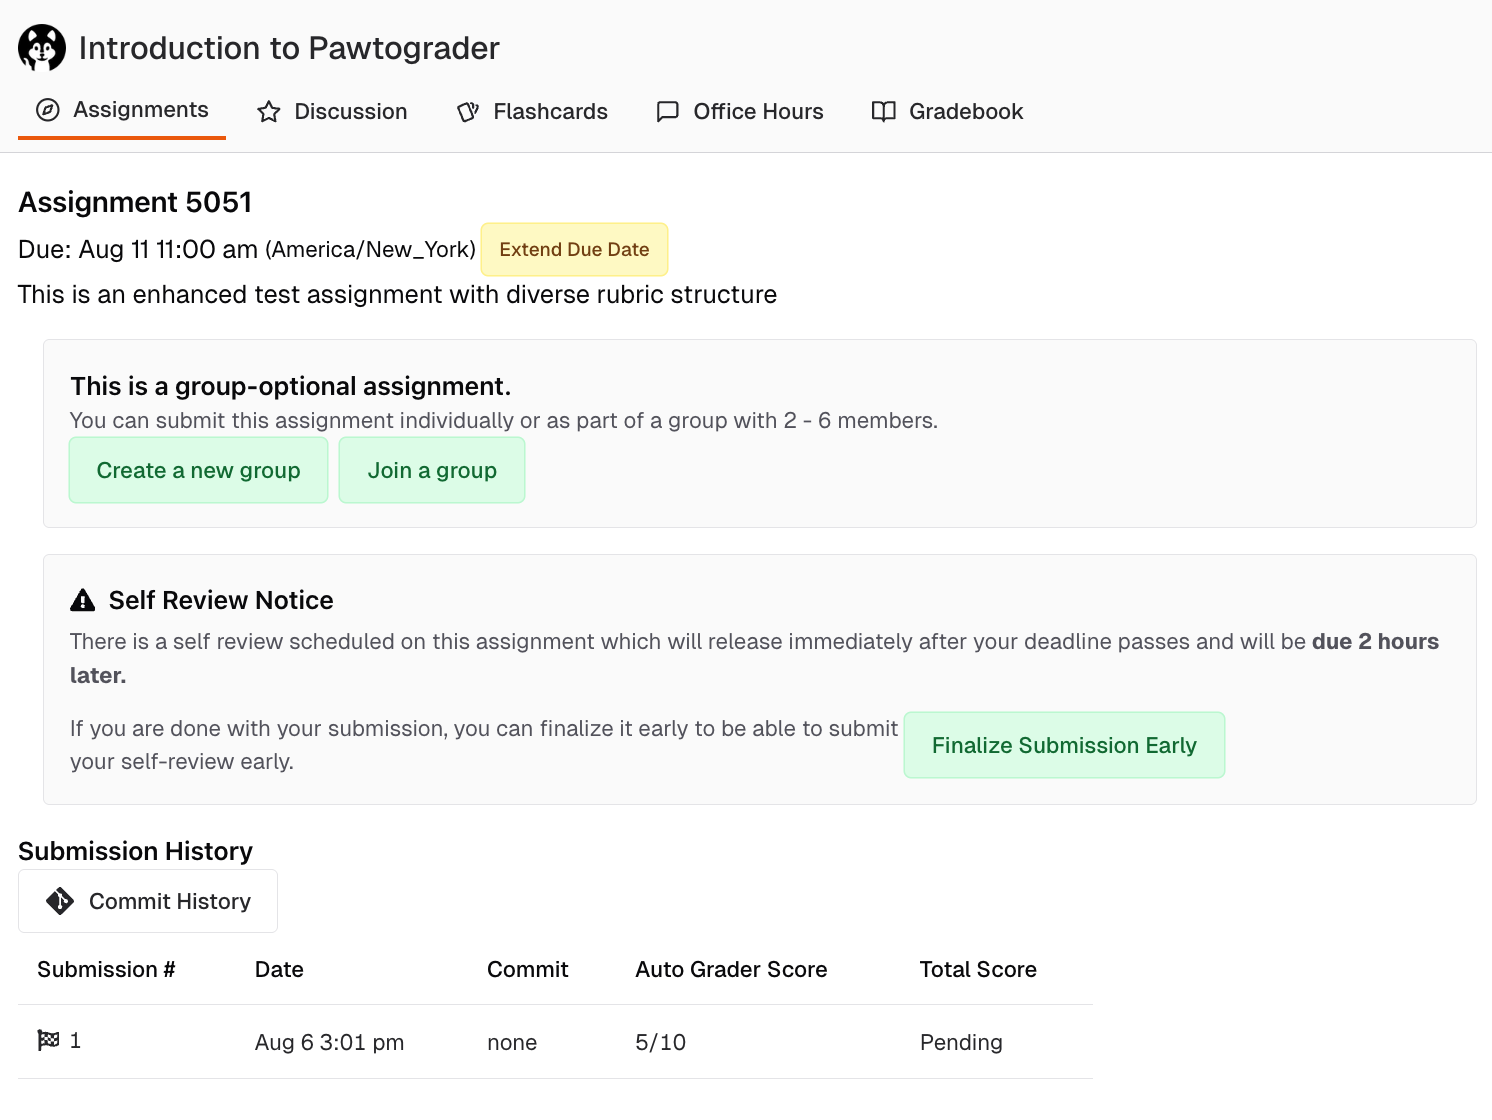 Introduction to Pawtograder
Assignments Discussion Flashcards Office Hours Gradebook
Assignment 5051
Due: Aug 11 11:00 am (America/New_York) Extend Due Date
This is an enhanced test assignment with diverse rubric structure
This is a group-optional assignment.
You can submit this assignment individually or as part of a group with 2 - 6 members.
Create a new group Join a group
Self Review Notice
There is a self review scheduled on this assignment which will release immediately after your deadline passes and will be due 2 hours
later.
If you are done with your submission, you can finalize it early to be able to submit
your self-review early.
Finalize Submission Early
Submission History
Commit History
Submission # Date Commit Auto Grader Score Total Score
1 Aug 6 3:01 pm none 5/10 Pending